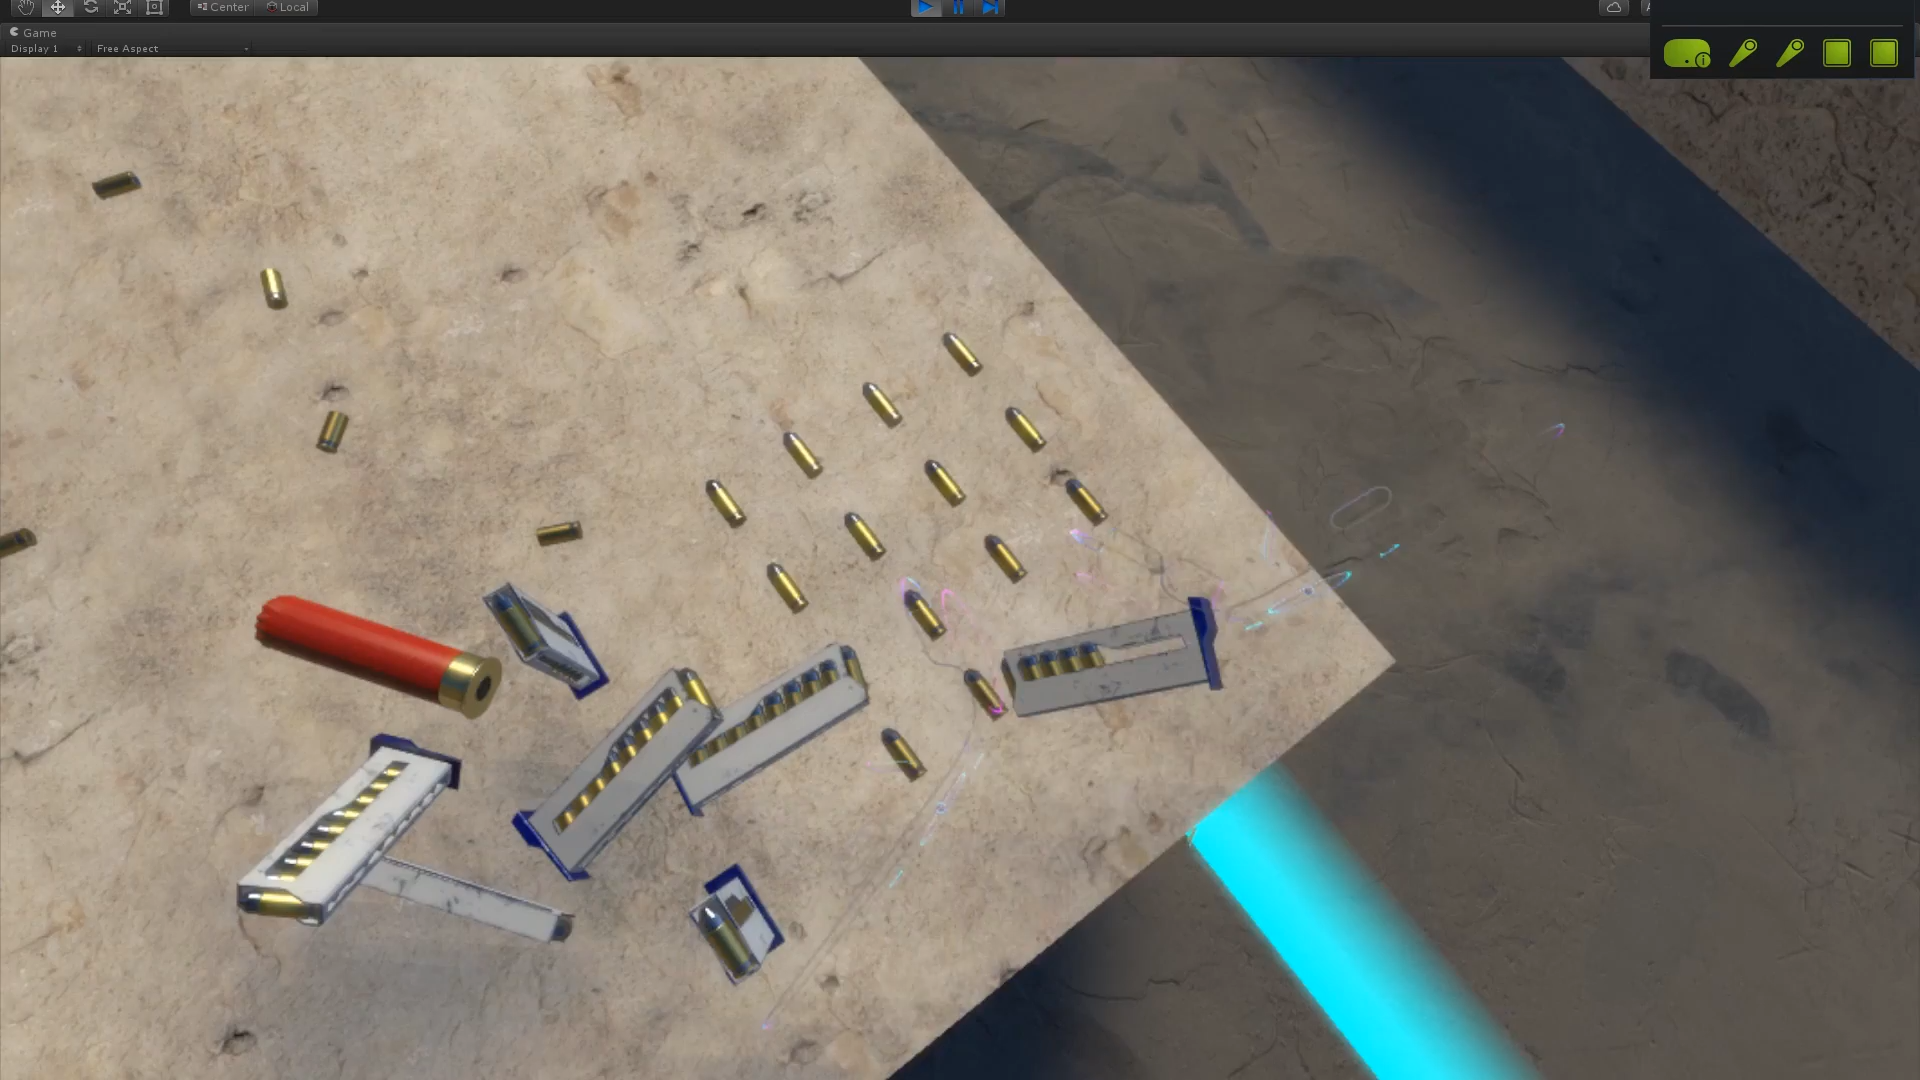 Center
Local
Game
Display 1
Free Aspect